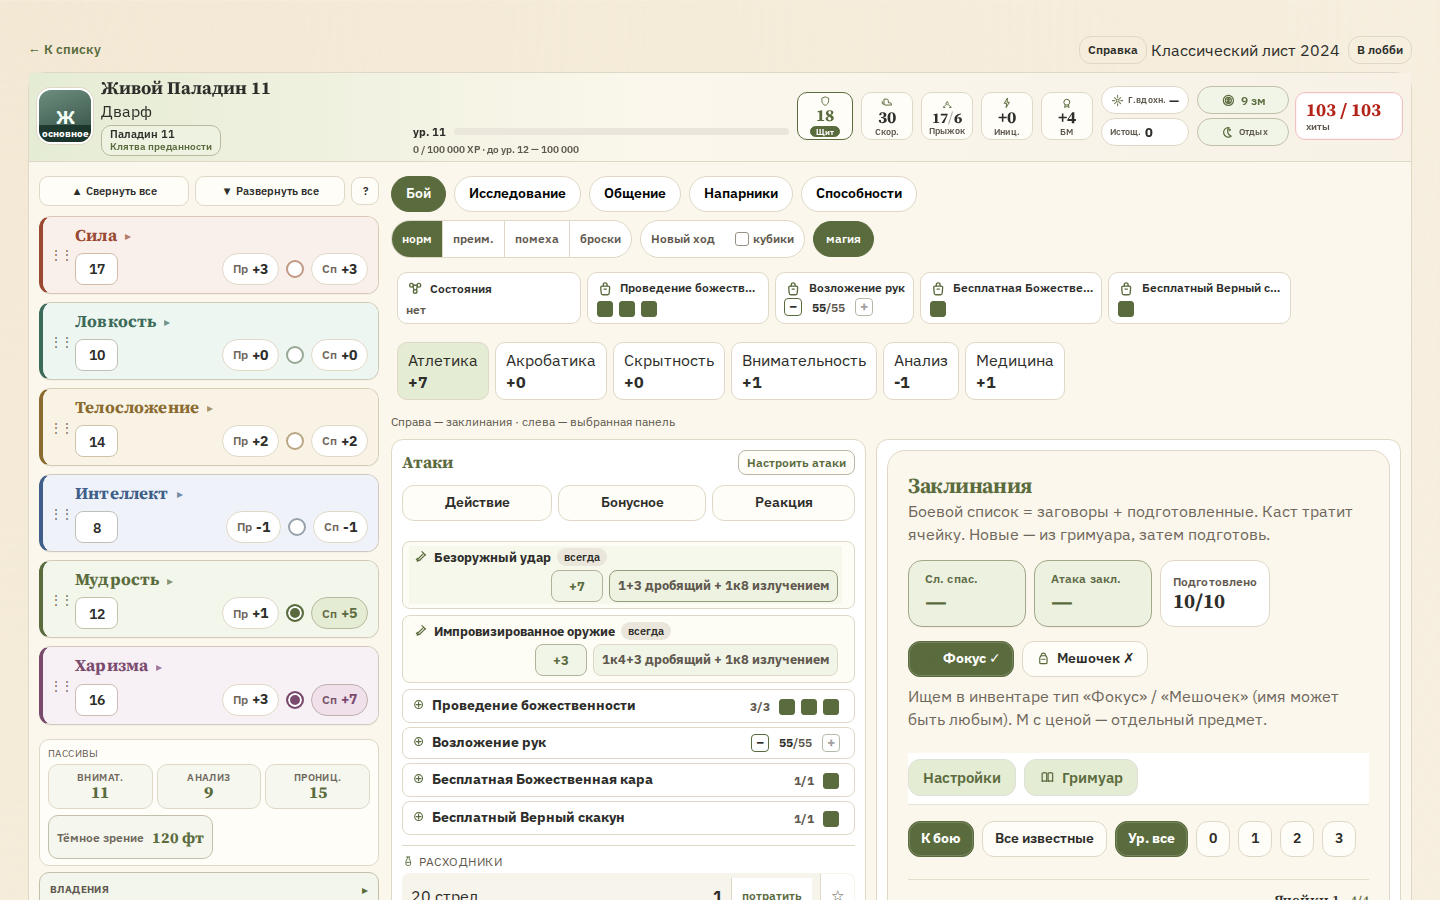 ← К списку
Справка
Классический лист 2024
В лобби
Ж
основное
Живой Паладин 11
Дварф
Паладин 11
Клятва преданности
ур. 11
0 / 100 000 XP · до ур. 12 — 100 000
18
Щит
30
Скор.
17/6
Прыжок
+0
Иниц.
+4
БМ
Г.вдохн. —
Истощ. 0
9 зм
Отдых
103 / 103
хиты
▲ Свернуть все
▼ Развернуть все
?
Сила ▸
17
Пр +3
Сп +3
Ловкость ▸
10
Пр +0
Сп +0
Телосложение ▸
14
Пр +2
Сп +2
Интеллект ▸
8
Пр -1
Сп -1
Мудрость ▸
12
Пр +1
Сп +5
Харизма ▸
16
Пр +3
Сп +7
ПАССИВЫ
ВНИМАТ.
11
АНАЛИЗ
9
ПРОНИЦ.
15
Тёмное зрение 120 фт
ВЛАДЕНИЯ ▸
Бой
Исследование
Общение
Напарники
Способности
норм
преим.
помеха
броски
Новый ход
кубики
магия
Состояния
нет
Проведение божеств…
Возложение рук
− 55/55 +
Бесплатная Божестве…
Бесплатный Верный с…
Атлетика
+7
Акробатика
+0
Скрытность
+0
Внимательность
+1
Анализ
-1
Медицина
+1
Справа — заклинания · слева — выбранная панель
Атаки
Настроить атаки
Действие
Бонусное
Реакция
Безоружный удар всегда
+7
1+3 дробящий + 1к8 излучением
Импровизированное оружие всегда
+3
1к4+3 дробящий + 1к8 излучением
Проведение божественности 3/3
Возложение рук − 55/55 +
Бесплатная Божественная кара 1/1
Бесплатный Верный скакун 1/1
РАСХОДНИКИ
20 стрел 1 потратить ☆
Заклинания
Боевой список = заговоры + подготовленные. Каст тратит
ячейку. Новые — из гримуара, затем подготовь.
Сл. спас.
—
Атака закл.
—
Подготовлено
10/10
Фокус ✓
Мешочек ✗
Ищем в инвентаре тип «Фокус» / «Мешочек» (имя может
быть любым). М с ценой — отдельный предмет.
Настройки
Гримуар
К бою
Все известные
Ур. все
0
1
2
3
Ячейки 1 4/4